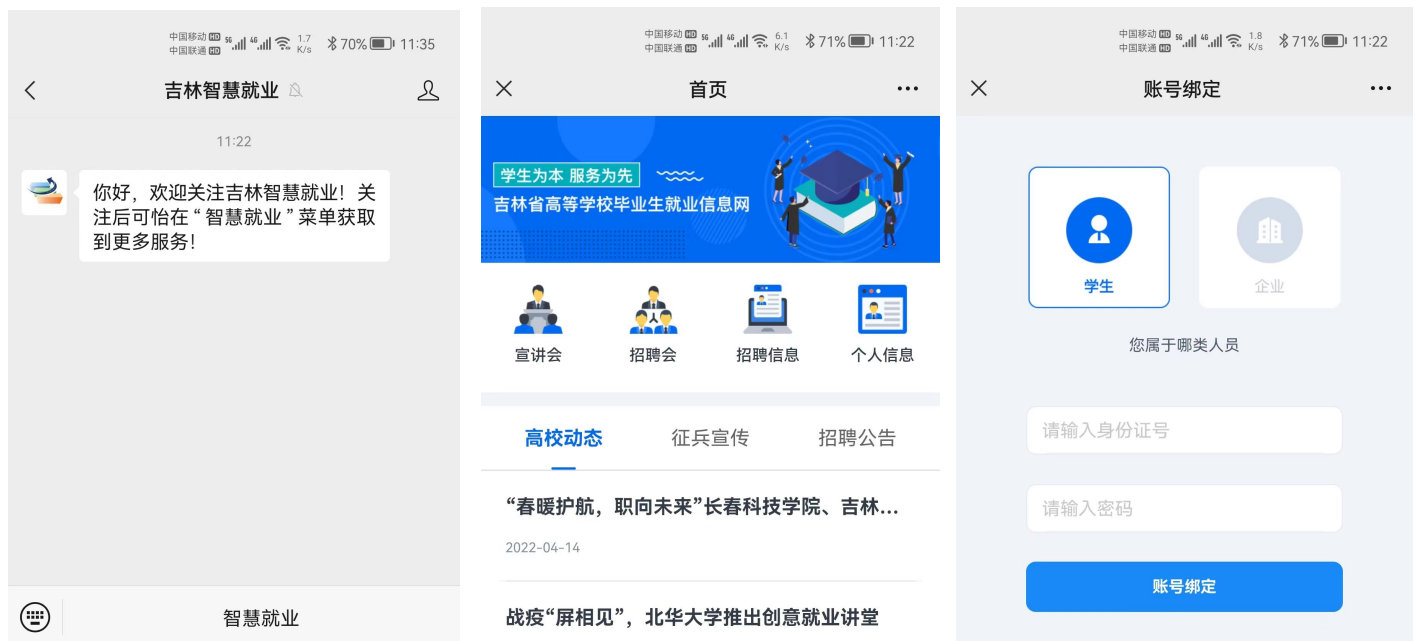 中国移动 HD 5G 4G 1.7 70% 11:35
中国联通 HD K/s
吉林智慧就业
11:22
你好，欢迎关注吉林智慧就业！关
注后可怡在“智慧就业”菜单获取
到更多服务！
智慧就业
中国移动 HD 5G 4G 6.1 71% 11:22
中国联通 HD K/s
首页
学生为本 服务为先
吉林省高等学校毕业生就业信息网
宣讲会 招聘会 招聘信息 个人信息
高校动态 征兵宣传 招聘公告
“春暖护航，职向未来”长春科技学院、吉林...
2022-04-14
战疫“屏相见”，北华大学推出创意就业讲堂
中国移动 HD 5G 4G 1.8 71% 11:22
中国联通 HD K/s
账号绑定
学生 企业
您属于哪类人员
请输入身份证号
请输入密码
账号绑定